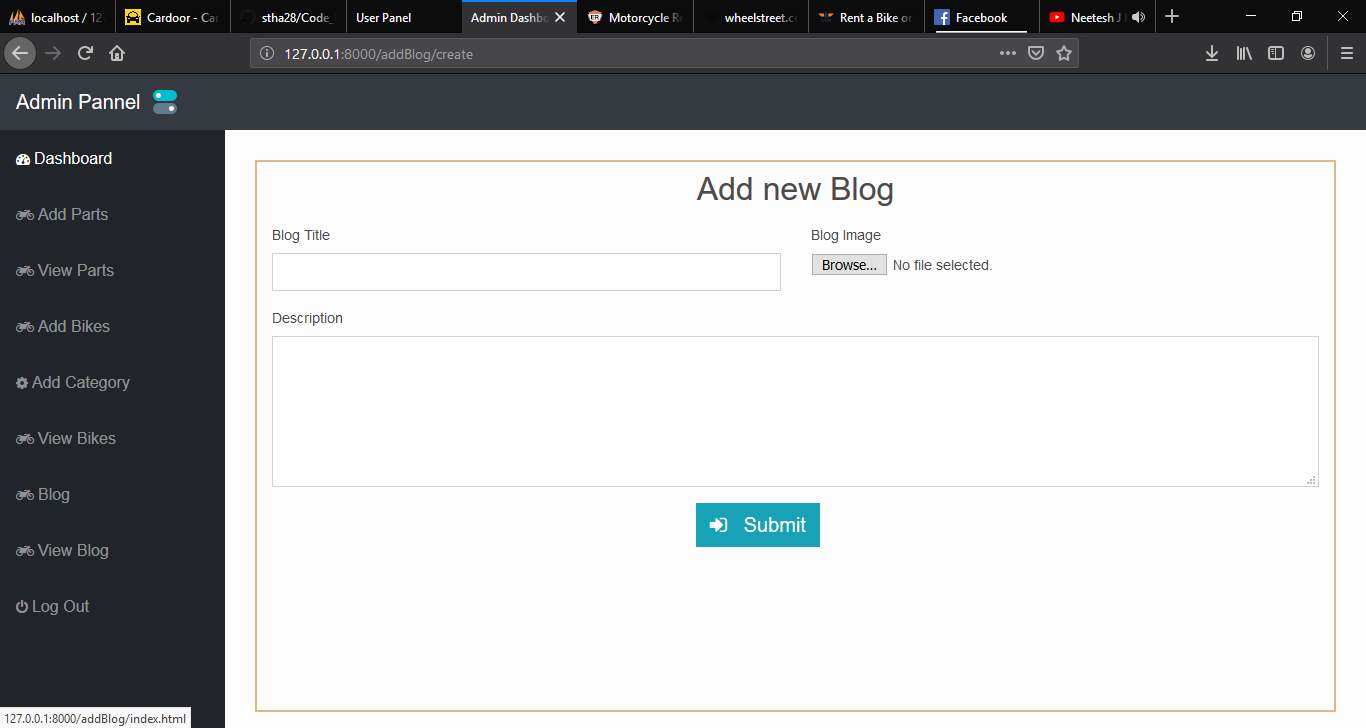 localhost / 12
Cardoor - Car
stha28/Code_
User Panel
Admin Dashbo
ER
Motorcycle Re
wheelstreet.co
Rent a Bike or
Facebook
Neetesh J
127.0.0.1:8000/addBlog/create
Admin Pannel
Dashboard
Add Parts
View Parts
Add Bikes
Add Category
View Bikes
Blog
View Blog
Log Out
Add new Blog
Blog Title
Blog Image
Browse... No file selected.
Description
Submit
127.0.0.1:8000/addBlog/index.html